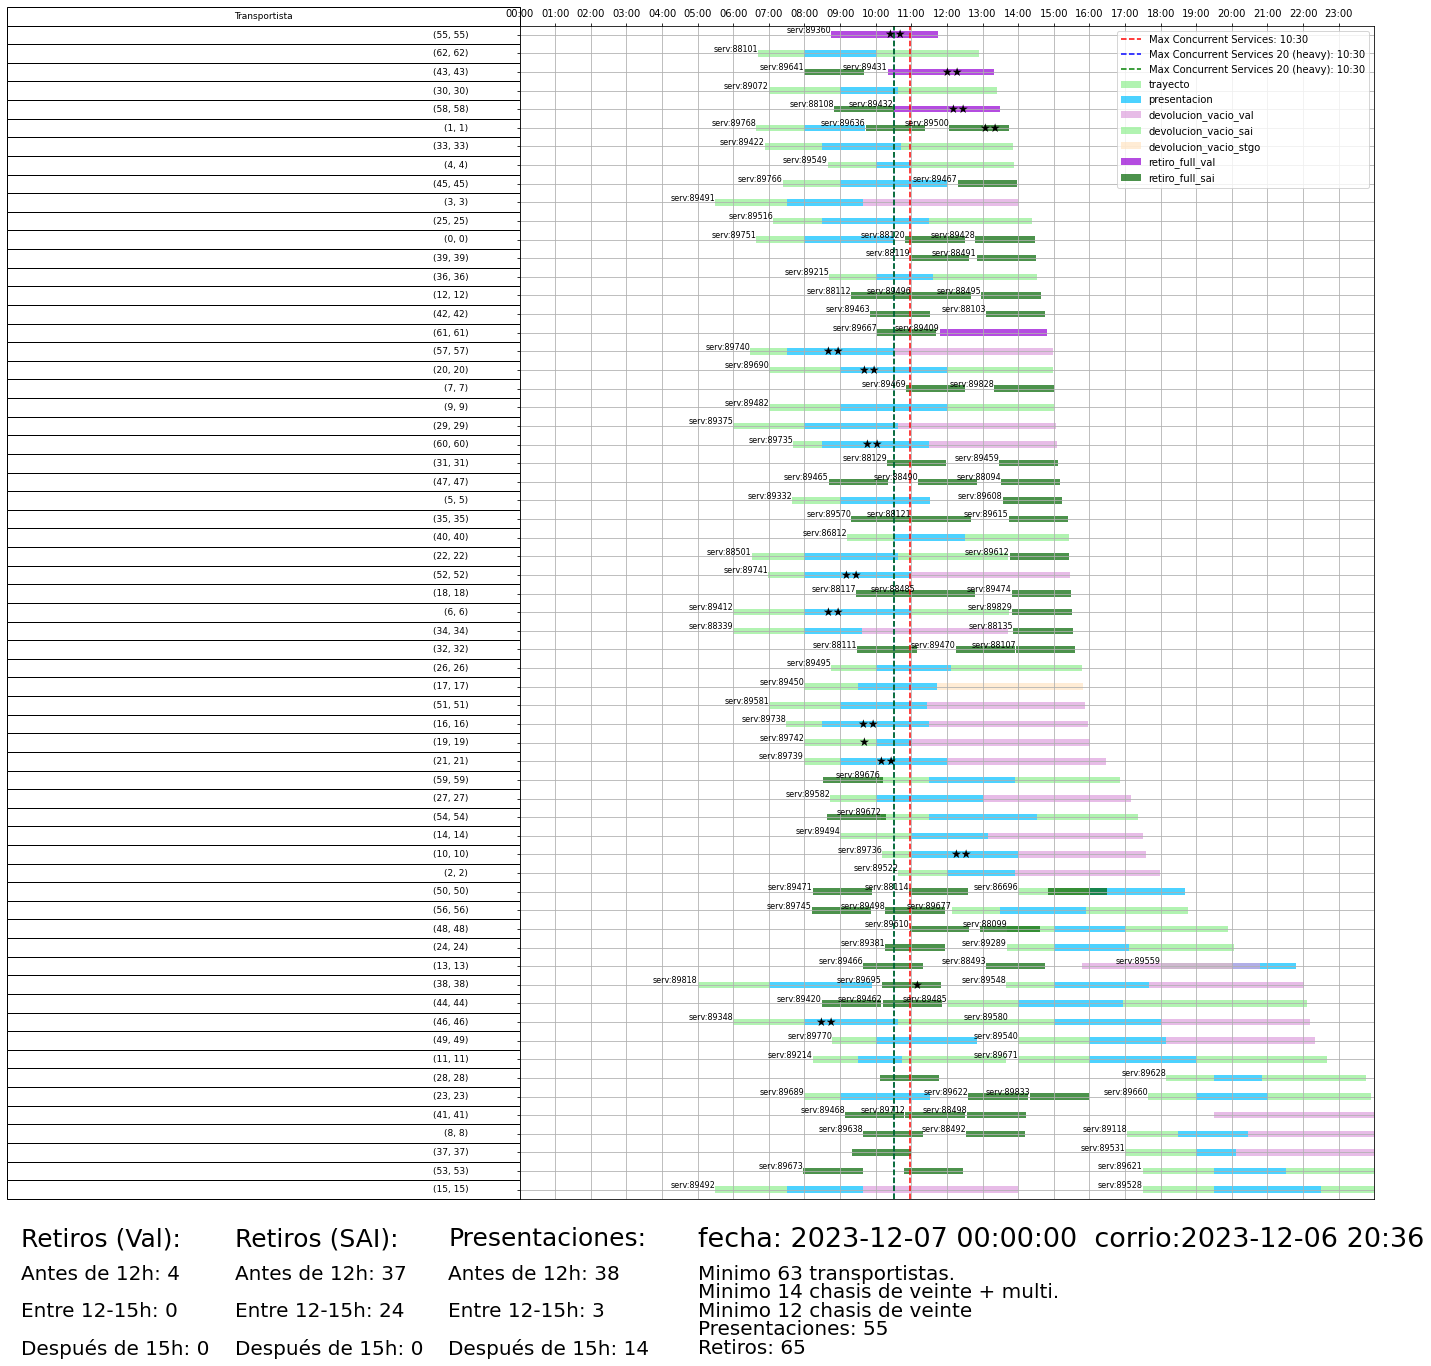 Transportista
00:00 01:00 02:00 03:00 04:00 05:00 06:00 07:00 08:00 09:00 10:00 11:00 12:00 13:00 14:00 15:00 16:00 17:00 18:00 19:00 20:00 21:00 22:00 23:00
Max Concurrent Services: 10:30
Max Concurrent Services 20 (heavy): 10:30
Max Concurrent Services 20 (heavy): 10:30
trayecto
presentacion
devolucion_vacio_val
devolucion_vacio_sai
devolucion_vacio_stgo
retiro_full_val
retiro_full_sai
(55, 55) serv:89360
(62, 62) serv:88101
(43, 43) serv:89641 serv:89431
(30, 30) serv:89072
(58, 58) serv:88108 serv:89432
(1, 1) serv:89768 serv:89636 serv:89500
(33, 33) serv:89422
(4, 4) serv:89549
(45, 45) serv:89766 serv:89467
(3, 3) serv:89491
(25, 25) serv:89516
(0, 0) serv:89751 serv:88120 serv:89428
(39, 39) serv:88119 serv:88491
(36, 36) serv:89215
(12, 12) serv:88112 serv:89496 serv:88495
(42, 42) serv:89463 serv:88103
(61, 61) serv:89667 serv:89409
(57, 57) serv:89740
(20, 20) serv:89690
(7, 7) serv:89469 serv:89828
(9, 9) serv:89482
(29, 29) serv:89375
(60, 60) serv:89735
(31, 31) serv:88129 serv:89459
(47, 47) serv:89465 serv:88490 serv:88094
(5, 5) serv:89332 serv:89608
(35, 35) serv:89570 serv:88121 serv:89615
(40, 40) serv:86812
(22, 22) serv:88501 serv:89612
(52, 52) serv:89741
(18, 18) serv:88117 serv:88485 serv:89474
(6, 6) serv:89412 serv:89829
(34, 34) serv:88339 serv:88135
(32, 32) serv:88111 serv:89470 serv:88107
(26, 26) serv:89495
(17, 17) serv:89450
(51, 51) serv:89581
(16, 16) serv:89738
(19, 19) serv:89742
(21, 21) serv:89739
(59, 59) serv:89676
(27, 27) serv:89582
(54, 54) serv:89672
(14, 14) serv:89494
(10, 10) serv:89736
(2, 2) serv:89522
(50, 50) serv:89471 serv:88114 serv:86696
(56, 56) serv:89745 serv:89498 serv:89677
(48, 48) serv:89610 serv:88099
(24, 24) serv:89381 serv:89289
(13, 13) serv:89466 serv:88493 serv:89559
(38, 38) serv:89818 serv:89695 serv:89548
(44, 44) serv:89420 serv:89462 serv:89485
(46, 46) serv:89348 serv:89580
(49, 49) serv:89770 serv:89540
(11, 11) serv:89214 serv:89671
(28, 28) serv:89628
(23, 23) serv:89689 serv:89622 serv:89833 serv:89660
(41, 41) serv:89468 serv:89712 serv:88498
(8, 8) serv:89638 serv:88492 serv:89118
(37, 37) serv:89531
(53, 53) serv:89673 serv:89621
(15, 15) serv:89492 serv:89528
Retiros (Val): Retiros (SAI): Presentaciones: fecha: 2023-12-07 00:00:00 corrio:2023-12-06 20:36
Antes de 12h: 4 Antes de 12h: 37 Antes de 12h: 38 Minimo 63 transportistas.
Minimo 14 chasis de veinte + multi.
Entre 12-15h: 0 Entre 12-15h: 24 Entre 12-15h: 3 Minimo 12 chasis de veinte
Presentaciones: 55
Después de 15h: 0 Después de 15h: 0 Después de 15h: 14 Retiros: 65